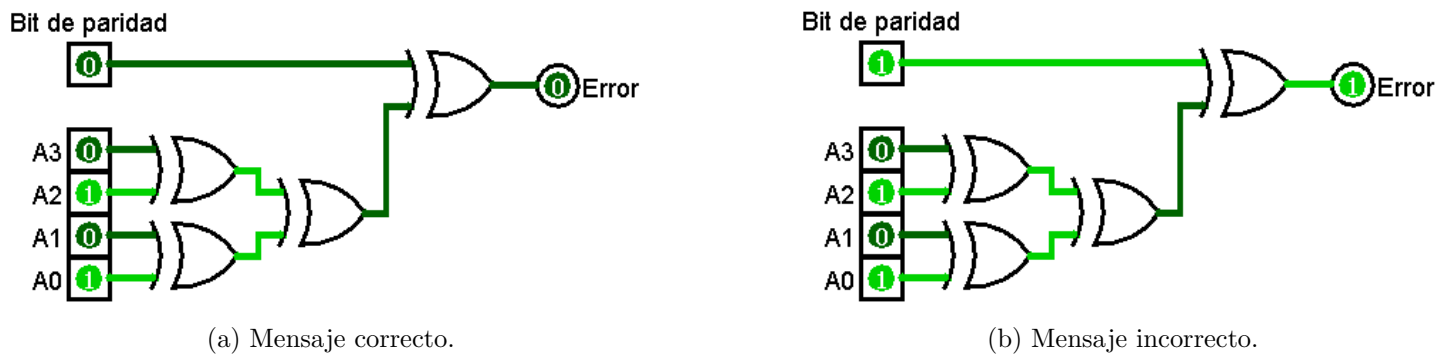 Bit de paridad
0
0
Error
A3
0
A2
1
A1
0
A0
1
(a) Mensaje correcto.
Bit de paridad
1
1
Error
A3
0
A2
1
A1
0
A0
1
(b) Mensaje incorrecto.